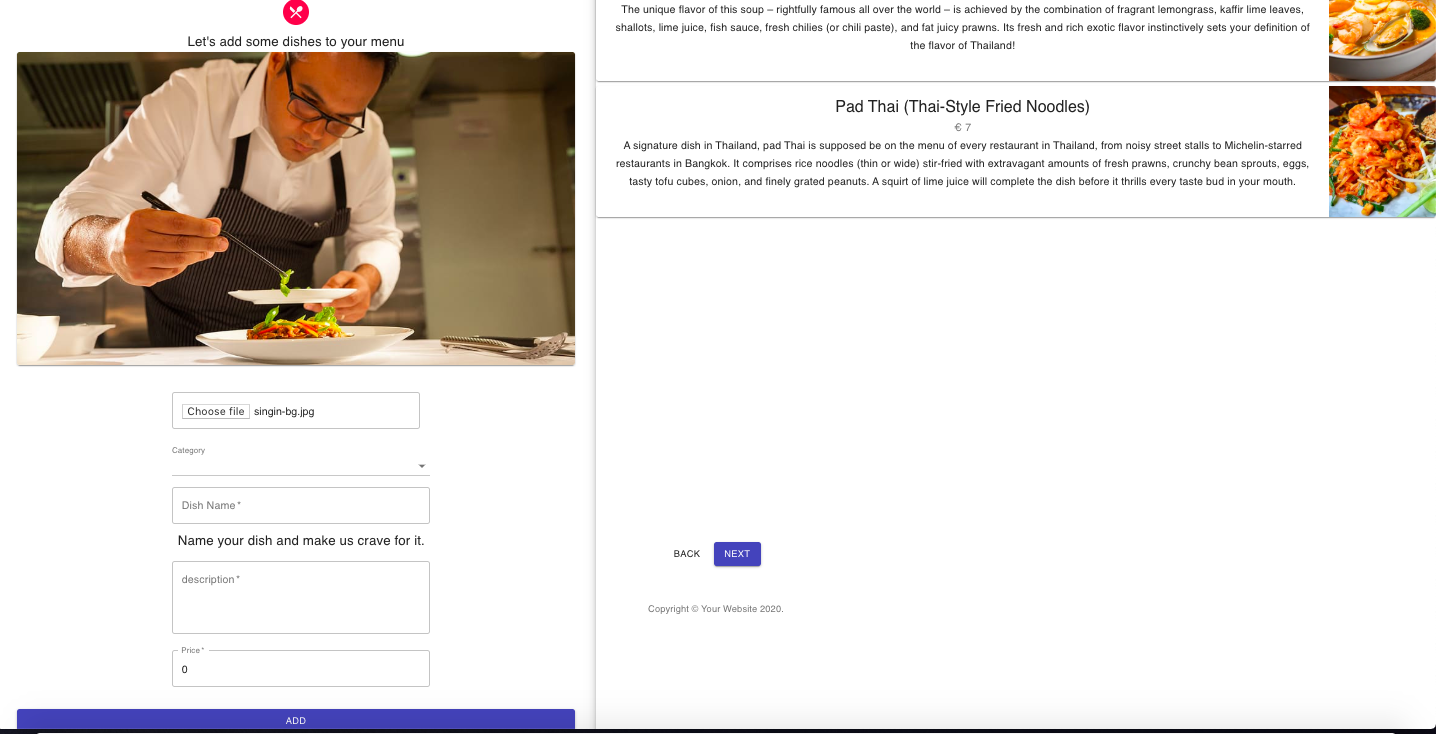 Let's add some dishes to your menu
Choose file singin-bg.jpg
Category
Dish Name *
Name your dish and make us crave for it.
description *
Price *
0
ADD
The unique flavor of this soup – rightfully famous all over the world – is achieved by the combination of fragrant lemongrass, kaffir lime leaves,
shallots, lime juice, fish sauce, fresh chilies (or chili paste), and fat juicy prawns. Its fresh and rich exotic flavor instinctively sets your definition of
the flavor of Thailand!
Pad Thai (Thai-Style Fried Noodles)
€ 7
A signature dish in Thailand, pad Thai is supposed be on the menu of every restaurant in Thailand, from noisy street stalls to Michelin-starred
restaurants in Bangkok. It comprises rice noodles (thin or wide) stir-fried with extravagant amounts of fresh prawns, crunchy bean sprouts, eggs,
tasty tofu cubes, onion, and finely grated peanuts. A squirt of lime juice will complete the dish before it thrills every taste bud in your mouth.
BACK NEXT
Copyright © Your Website 2020.